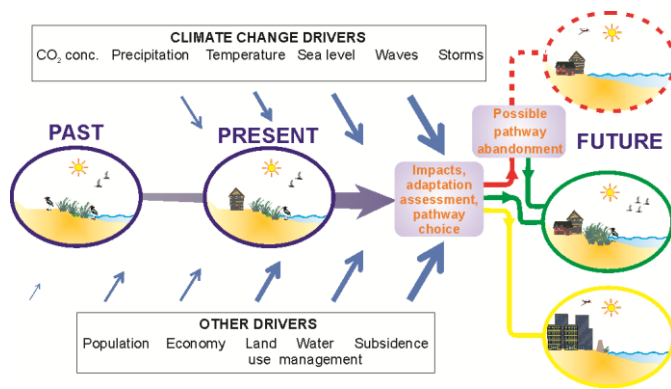 CLIMATE CHANGE DRIVERS
CO₂ conc. Precipitation Temperature Sea level Waves Storms
PAST
PRESENT
FUTURE
Possible
pathway
abandonment
Impacts,
adaptation
assessment,
pathway
choice
OTHER DRIVERS
Population Economy Land Water Subsidence
use management